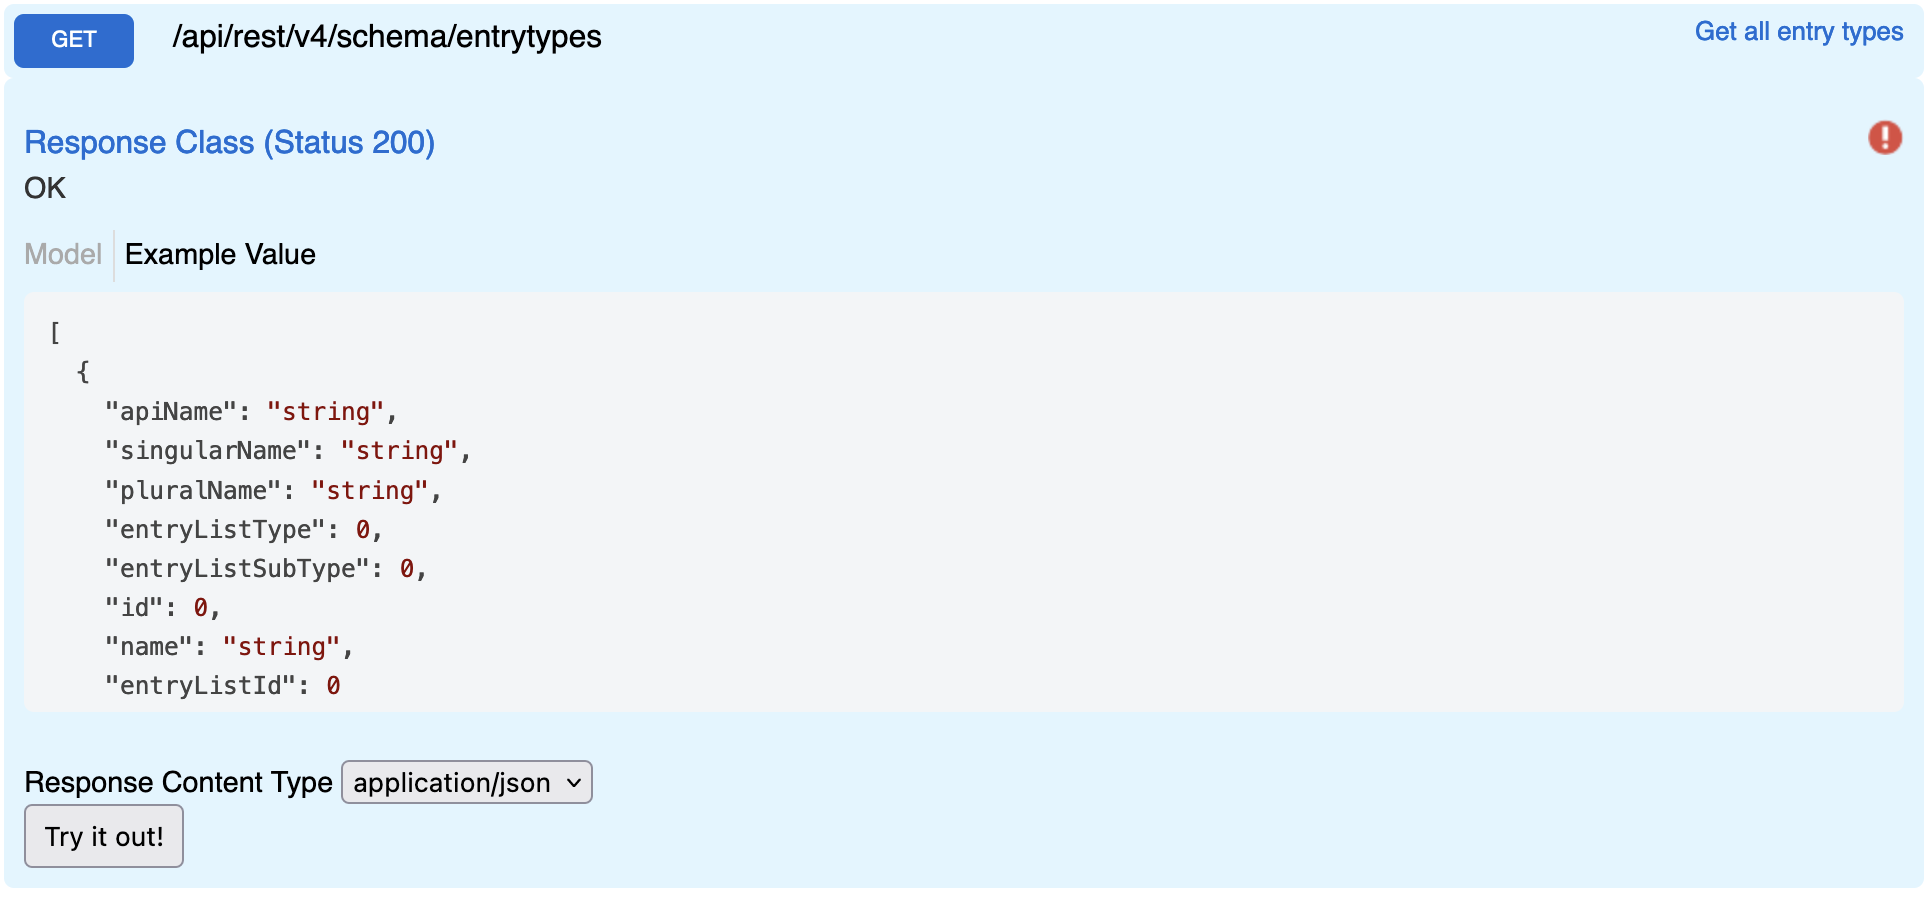 GET /api/rest/v4/schema/entrytypes Get all entry types
Response Class (Status 200)
OK
Model Example Value
[
  {
    "apiName": "string",
    "singularName": "string",
    "pluralName": "string",
    "entryListType": 0,
    "entryListSubType": 0,
    "id": 0,
    "name": "string",
    "entryListId": 0
Response Content Type application/json
Try it out!